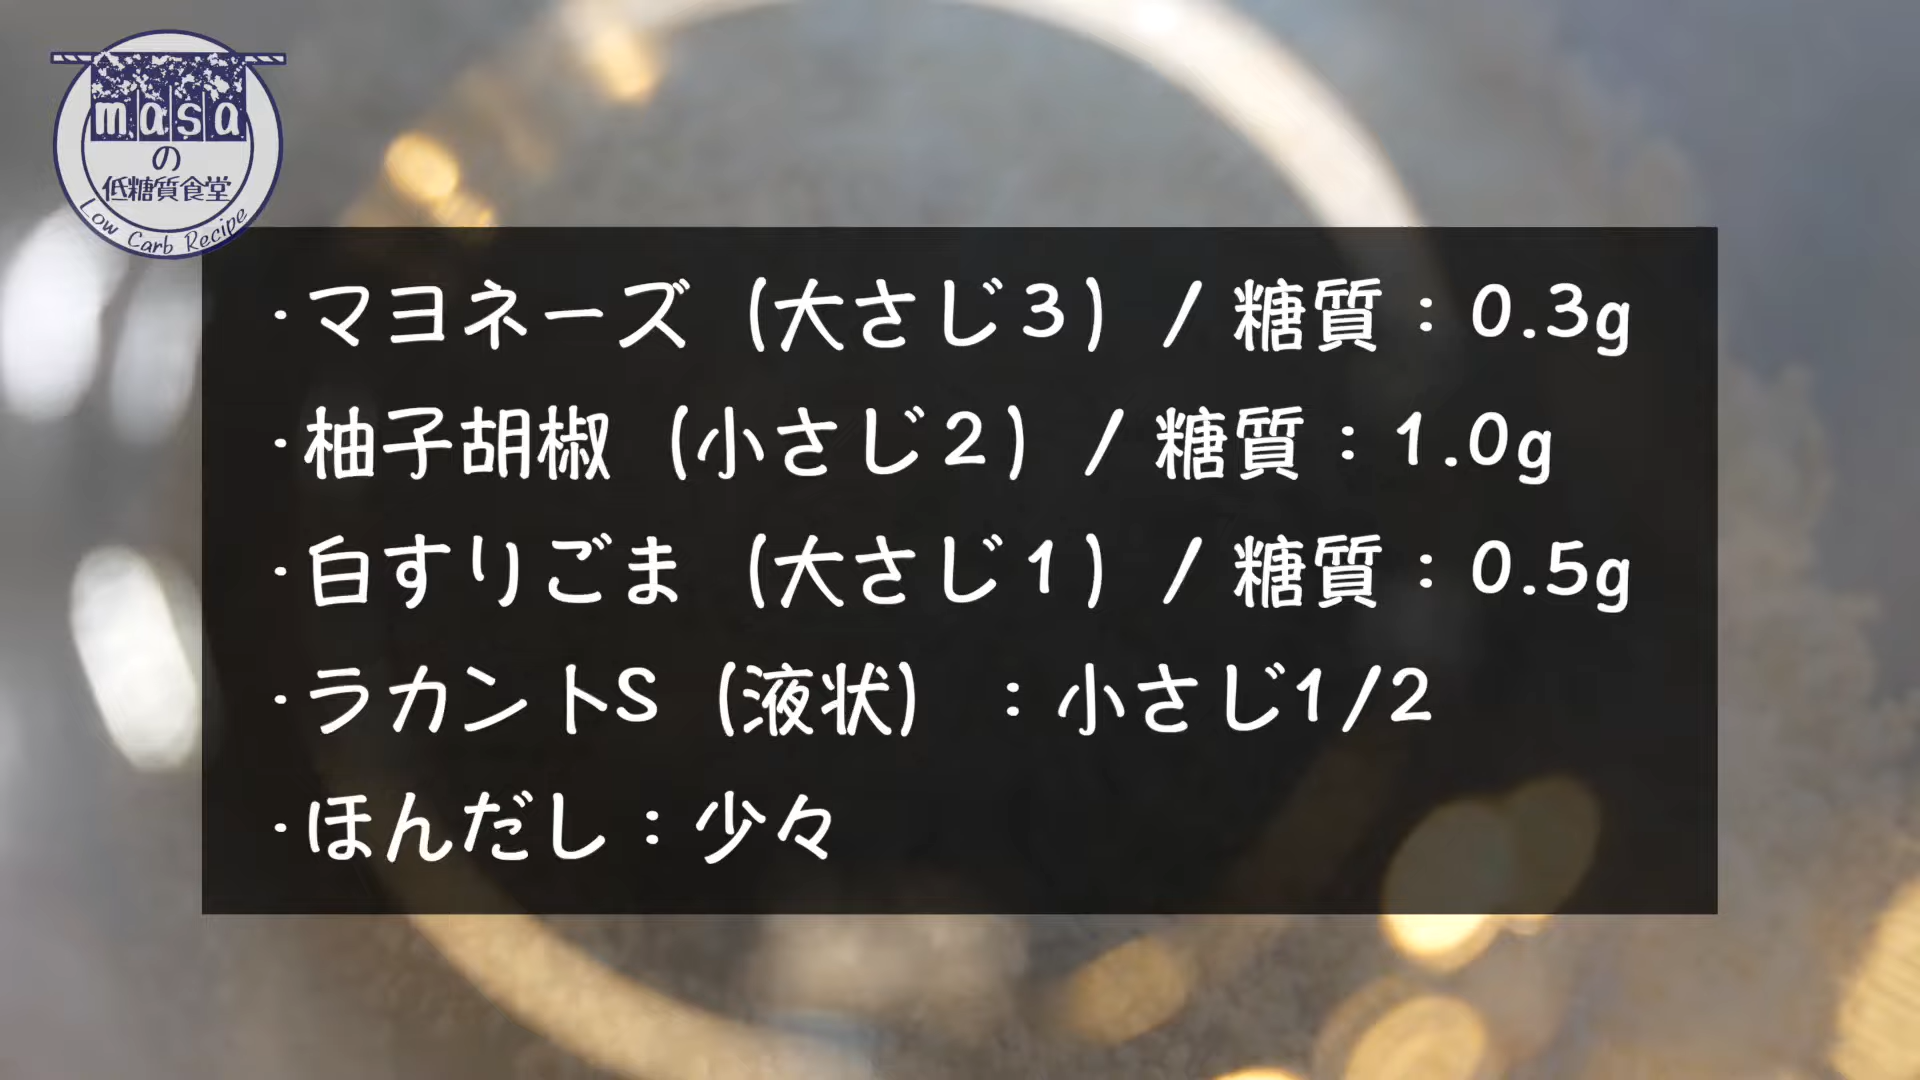 masa
の
低糖質食堂
Low Carb Recipe
・マヨネーズ（大さじ３）/ 糖質：0.3g
・柚子胡椒（小さじ２）/ 糖質：1.0g
・白すりごま（大さじ１）/ 糖質：0.5g
・ラカントS（液状）：小さじ1/2
・ほんだし：少々